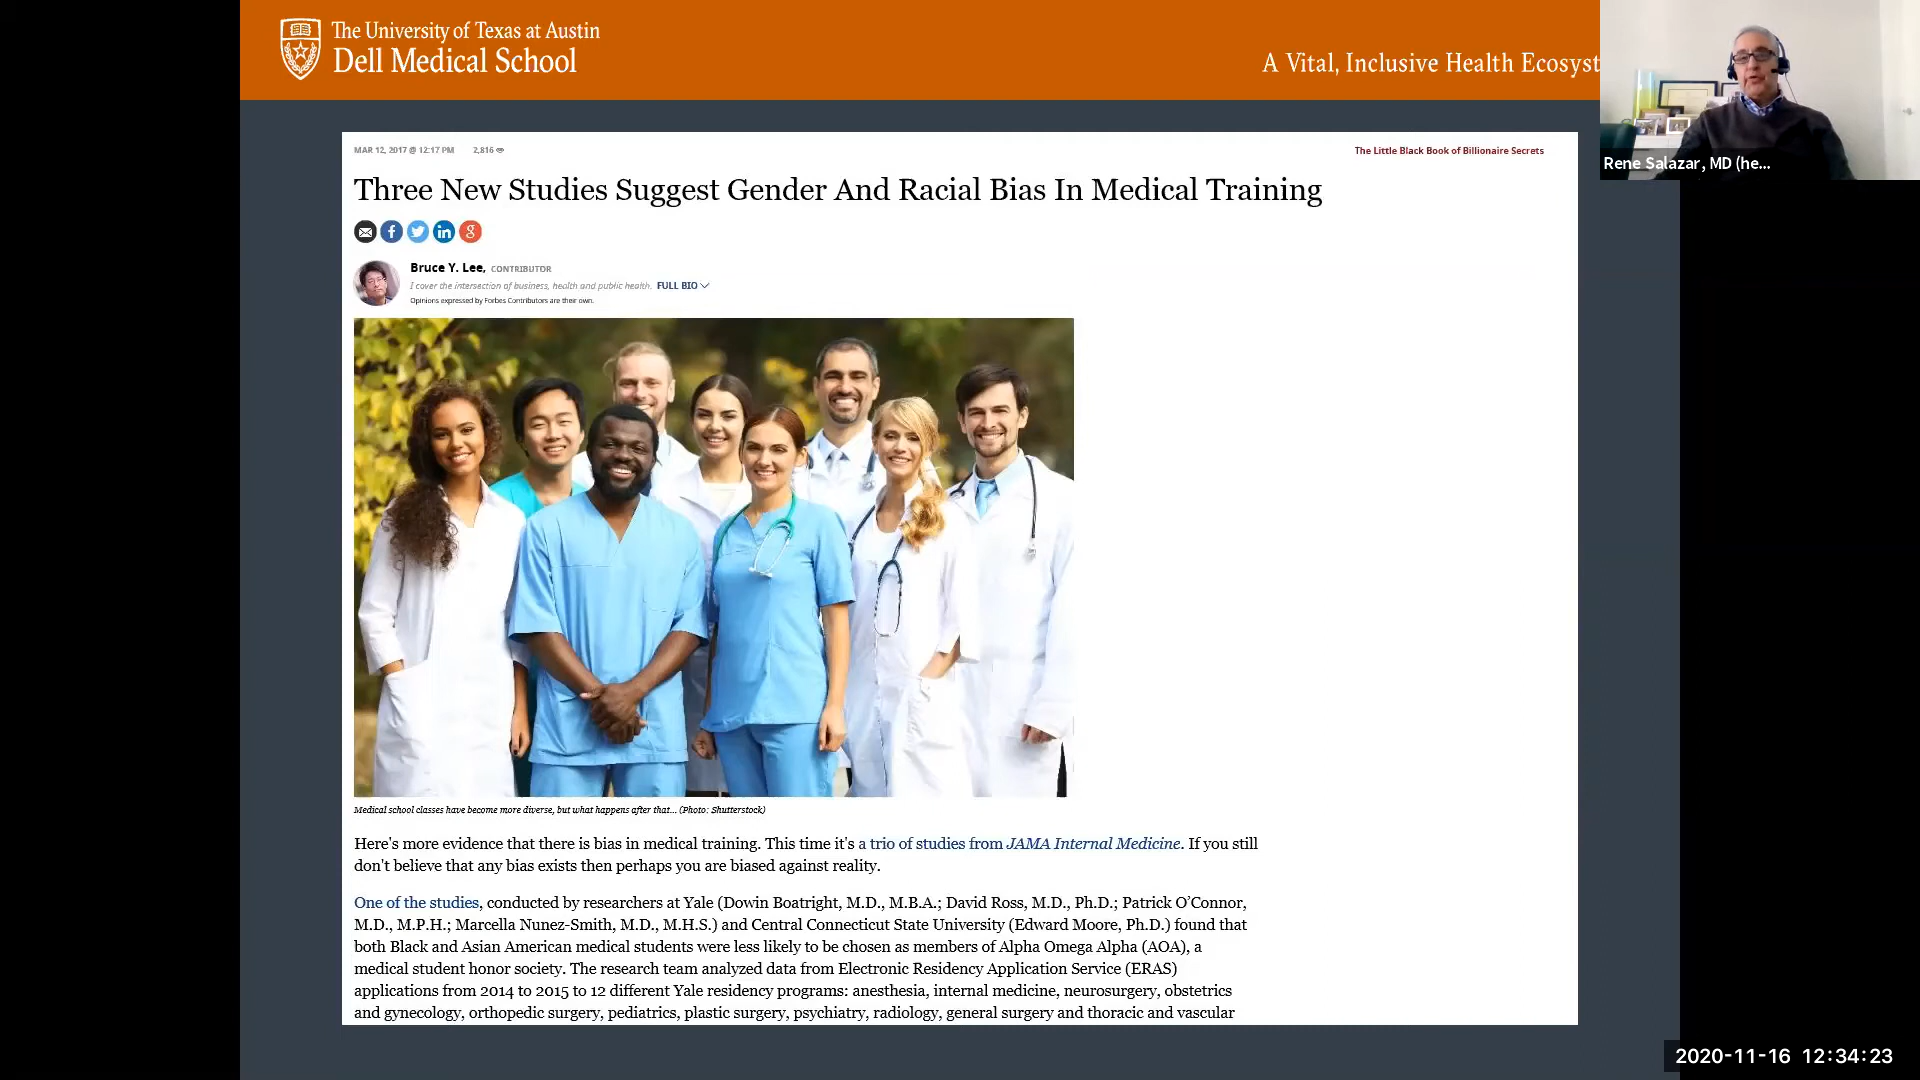 The University of Texas at Austin
Dell Medical School
A Vital, Inclusive Health Ecosyst
Rene Salazar, MD (he...
MAR 12, 2017 @ 12:17 PM 2,816
The Little Black Book of Billionaire Secrets
Three New Studies Suggest Gender And Racial Bias In Medical Training
Bruce Y. Lee, CONTRIBUTOR
I cover the intersection of business, health and public health. FULL BIO
Opinions expressed by Forbes Contributors are their own.
Medical school classes have become more diverse, but what happens after that... (Photo: Shutterstock)
Here's more evidence that there is bias in medical training. This time it's a trio of studies from JAMA Internal Medicine. If you still
don't believe that any bias exists then perhaps you are biased against reality.
One of the studies, conducted by researchers at Yale (Dowin Boatright, M.D., M.B.A.; David Ross, M.D., Ph.D.; Patrick O’Connor,
M.D., M.P.H.; Marcella Nunez-Smith, M.D., M.H.S.) and Central Connecticut State University (Edward Moore, Ph.D.) found that
both Black and Asian American medical students were less likely to be chosen as members of Alpha Omega Alpha (AOA), a
medical student honor society. The research team analyzed data from Electronic Residency Application Service (ERAS)
applications from 2014 to 2015 to 12 different Yale residency programs: anesthesia, internal medicine, neurosurgery, obstetrics
and gynecology, orthopedic surgery, pediatrics, plastic surgery, psychiatry, radiology, general surgery and thoracic and vascular
2020-11-16 12:34:23